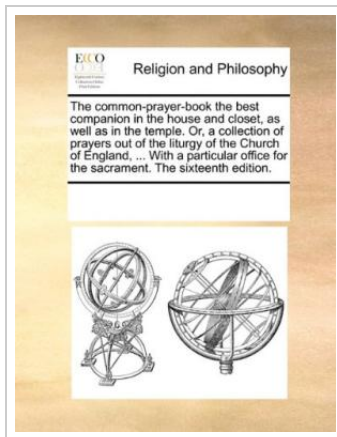 ECCO
Religion and Philosophy
The common-prayer-book the best
companion in the house and closet, as
well as in the temple. Or, a collection of
prayers out of the liturgy of the Church
of England, ... With a particular office for
the sacrament. The sixteenth edition.